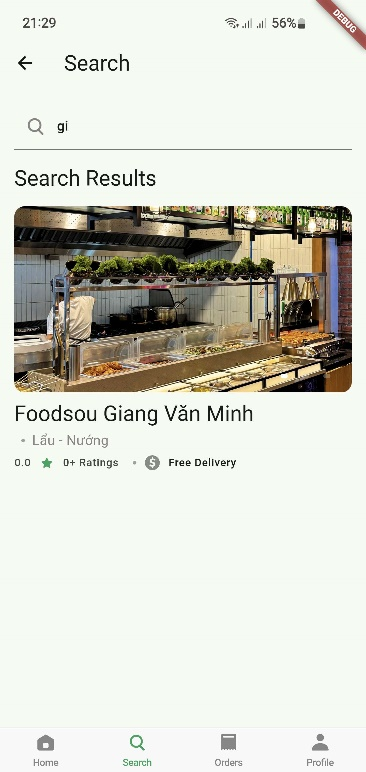 21:29
56%
DEBUG
Search
gi
Search Results
Foodsou Giang Văn Minh
• Lẩu - Nướng
0.0 0+ Ratings • $ Free Delivery
Home Search Orders Profile